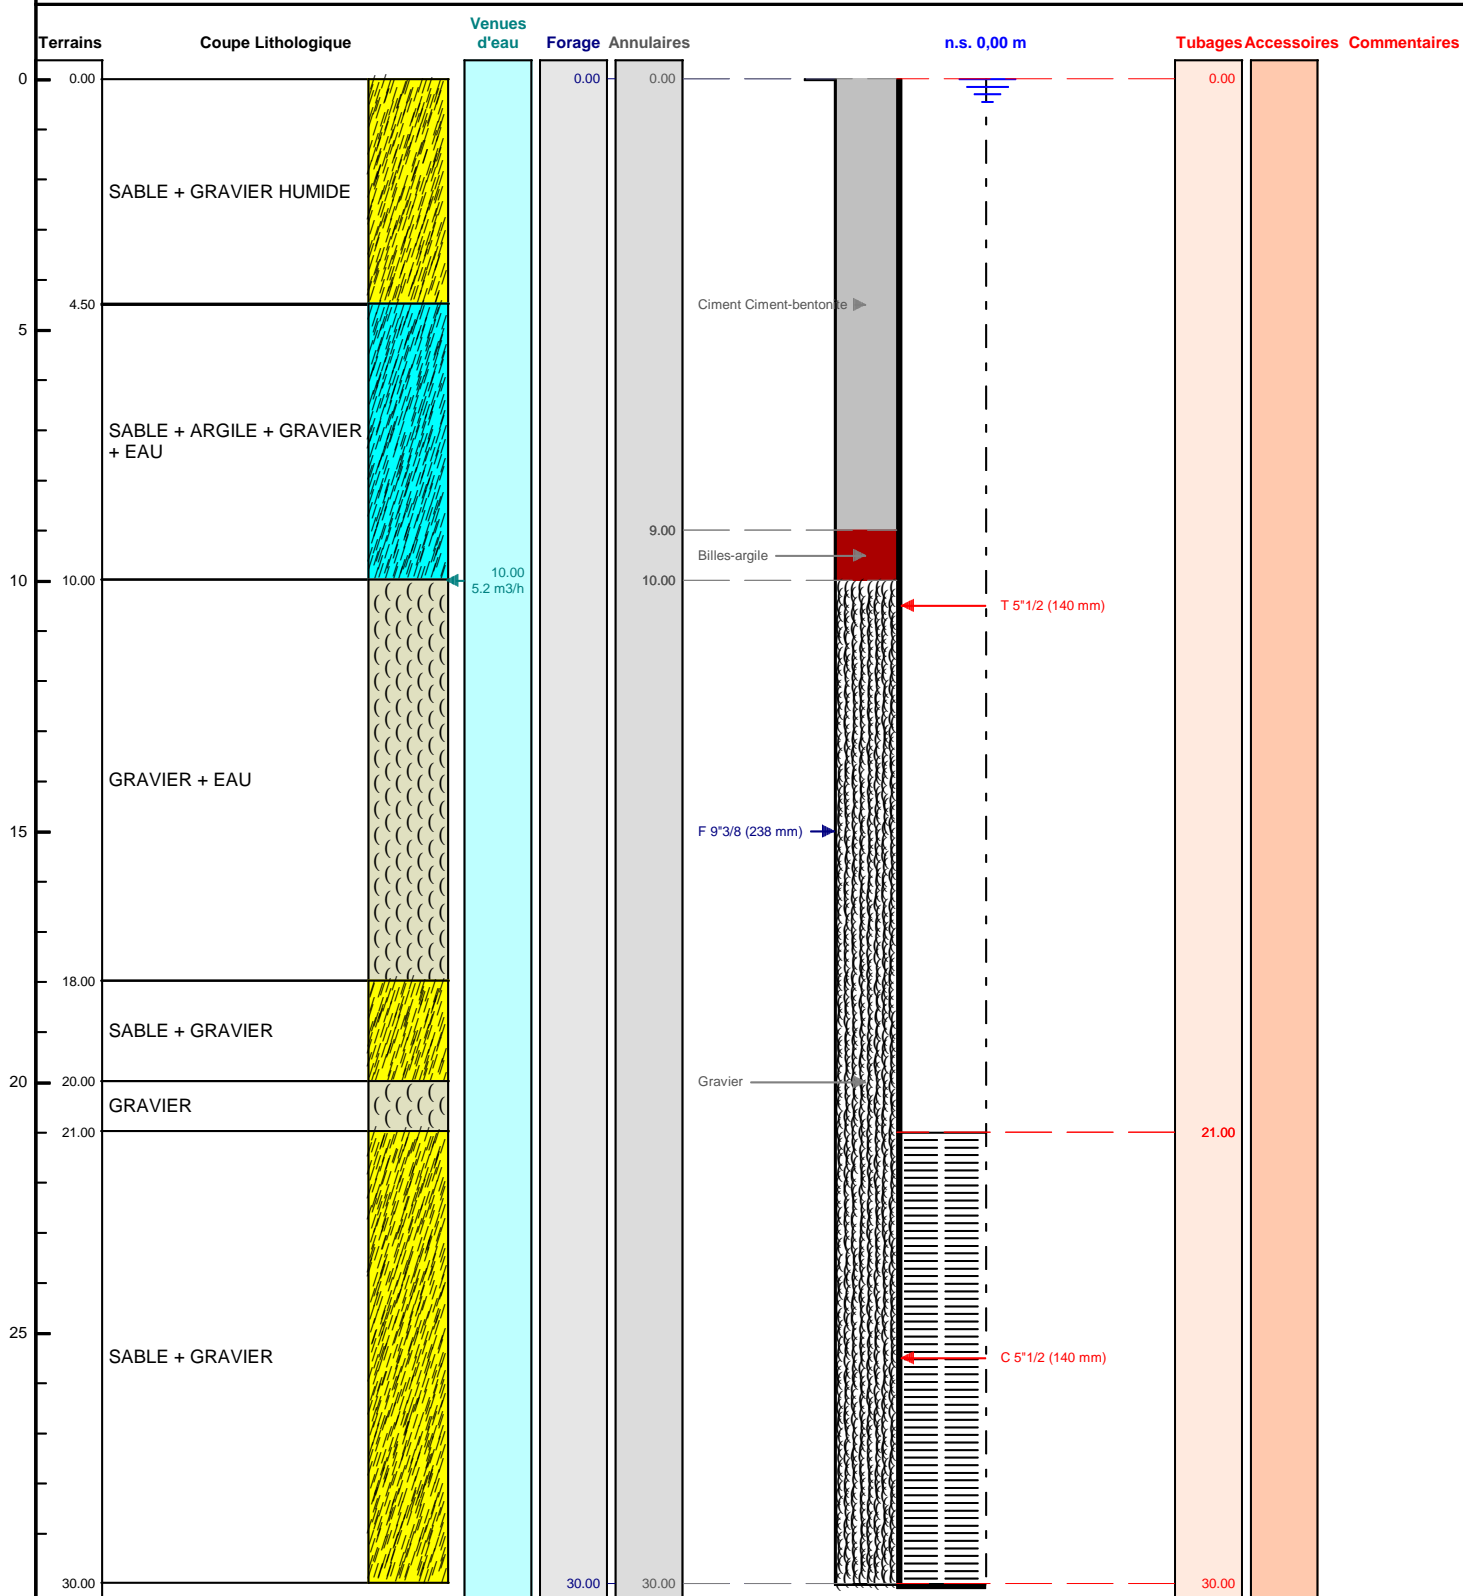 Venues
Terrains Coupe Lithologique d'eau Forage Annulaires n.s. 0,00 m Tubages Accessoires Commentaires
0 0.00 0.00 0.00 0.00
SABLE + GRAVIER HUMIDE
4.50 Ciment Ciment-bentonite
5
SABLE + ARGILE + GRAVIER
+ EAU
9.00
Billes-argile
10.00
10 10.00 5.2 m3/h 10.00
T 5"1/2 (140 mm)
GRAVIER + EAU
15 F 9"3/8 (238 mm)
18.00
SABLE + GRAVIER
20 20.00 Gravier
GRAVIER
21.00 21.00
25
SABLE + GRAVIER C 5"1/2 (140 mm)
30.00 30.00 30.00 30.00